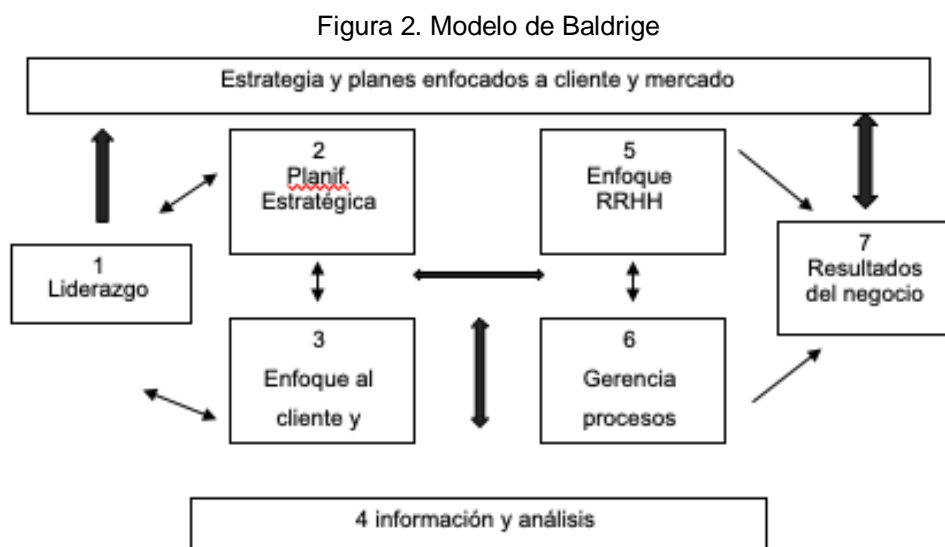 Figura 2. Modelo de Baldrige
Estrategia y planes enfocados a cliente y mercado
2
Planif.
Estratégica
5
Enfoque
RRHH
1
Liderazgo
7
Resultados
del negocio
3
Enfoque al
cliente y
6
Gerencia
procesos
4 información y análisis